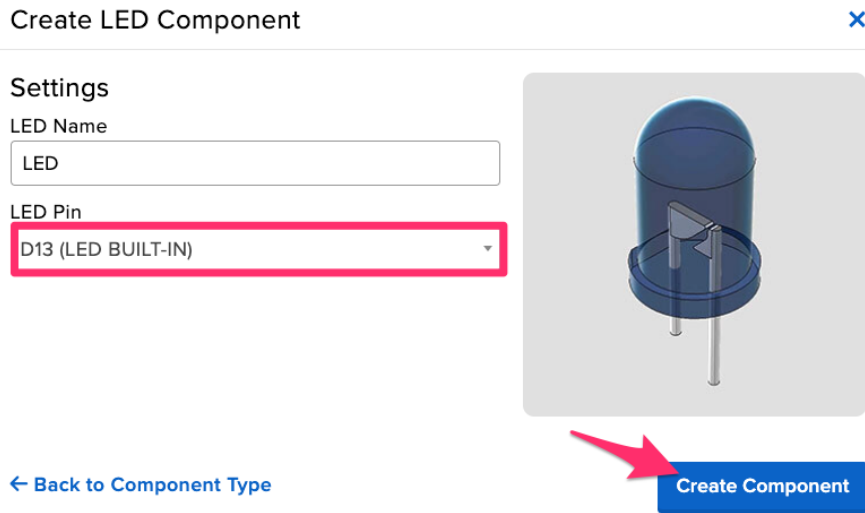 Create LED Component
Settings
LED Name
LED
LED Pin
D13 (LED BUILT-IN)
← Back to Component Type
Create Component